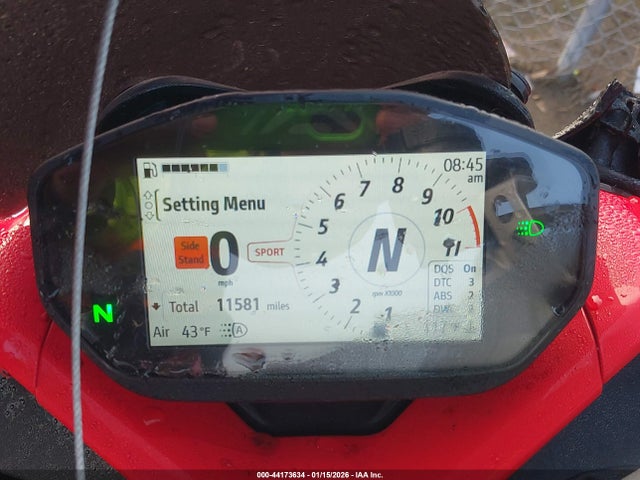 08:45
am
Setting Menu
Side
Stand
0
mph
SPORT
N
rpm X1000
1
2
3
4
5
6
7
8
9
10
11
DQS On
DTC 3
ABS 2
Total 11581 miles
Air 43°F
A
N
000-44173634 - 01/15/2026 - IAA Inc.